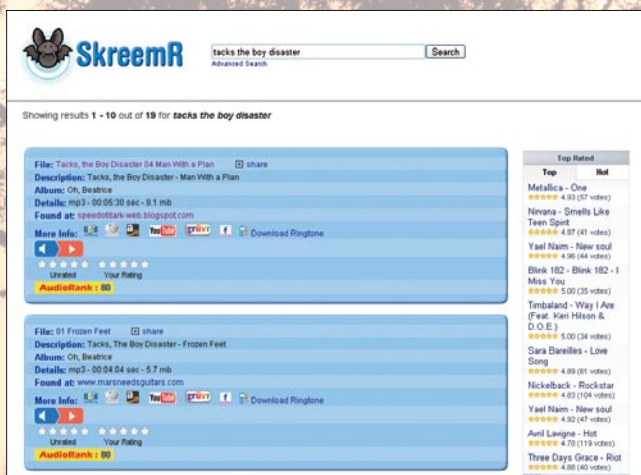 SkreemR
tacks the boy disaster
Search
Advanced Search
Showing results 1 - 10 out of 19 for tacks the boy disaster
File: Tacks, the Boy Disaster 04 Man With a Plan share
Description: Tacks, the Boy Disaster - Man With a Plan
Album: Oh, Beatrice
Details: mp3 - 00:05:30 sec - 8.1 mb
Found at: speedofdark-web.blogspot.com
More Info: You Tube grüvr f Download Ringtone
Unrated Your Rating
AudioRank : 80
File: 01 Frozen Feet share
Description: Tacks, The Boy Disaster - Frozen Feet
Album: Oh, Beatrice
Details: mp3 - 00:04:04 sec - 5.7 mb
Found at: www.marsneedsguitars.com
More Info: You Tube grüvr f Download Ringtone
Unrated Your Rating
AudioRank : 80
Top Rated
Top Hot
Metallica - One
4.93 (57 votes)
Nirvana - Smells Like
Teen Spirit
4.97 (41 votes)
Yael Naim - New soul
4.96 (44 votes)
Blink 182 - Blink 182 - I
Miss You
5.00 (35 votes)
Timbaland - Way I Are
(Feat. Keri Hilson &
D.O.E.)
5.00 (34 votes)
Sara Bareilles - Love
Song
4.89 (61 votes)
Nickelback - Rockstar
4.83 (104 votes)
Yael Naim - New soul
4.92 (47 votes)
Avril Lavigne - Hot
4.78 (119 votes)
Three Days Grace - Riot
4.88 (40 votes)